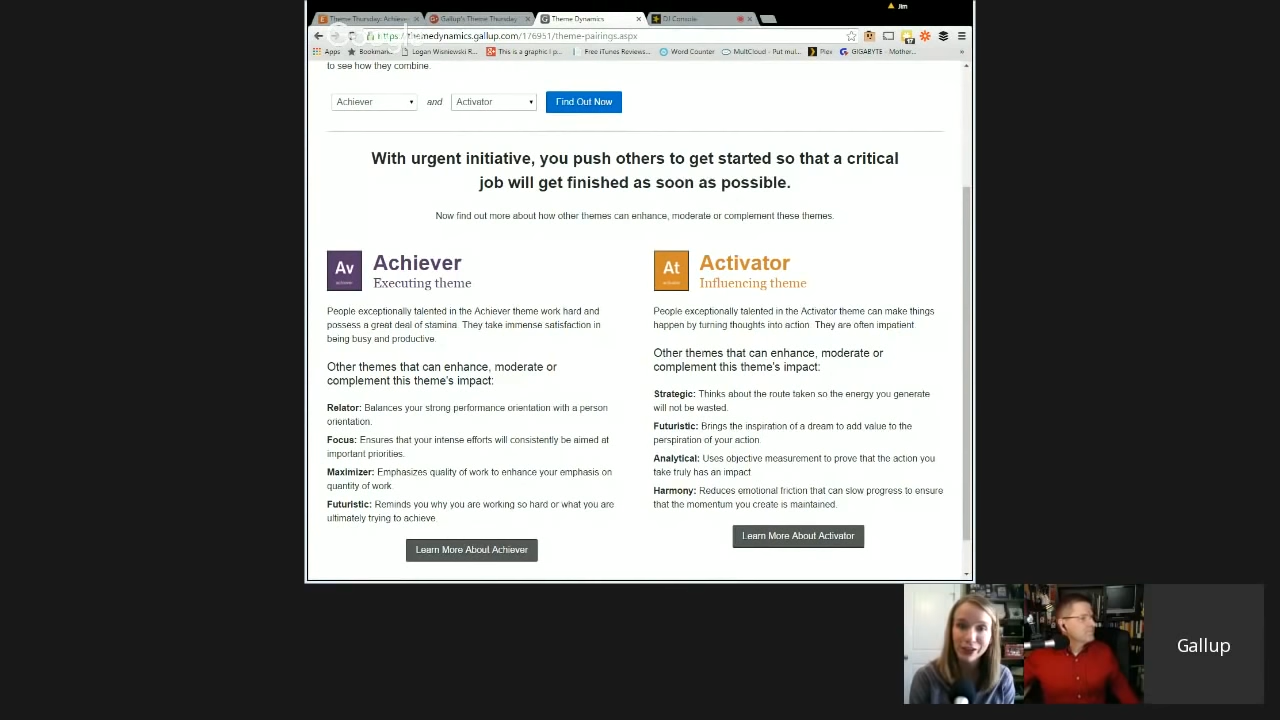 Jim
Theme Thursday: Achieve
Gallup's Theme Thursday
Theme Dynamics
DJ Console
https://themedynamics.gallup.com/176951/theme-pairings.aspx
Apps
Bookmark
Logan Wisniewski R
This is a graphic I p
Free iTunes Reviews
Word Counter
MultCloud - Put mul
Plex
GIGABYTE - Mother
to see how they combine.
Achiever and Activator Find Out Now
With urgent initiative, you push others to get started so that a critical
job will get finished as soon as possible.
Now find out more about how other themes can enhance, moderate or complement these themes.
Av
Achiever
Executing theme
People exceptionally talented in the Achiever theme work hard and
possess a great deal of stamina. They take immense satisfaction in
being busy and productive.
Other themes that can enhance, moderate or
complement this theme's impact:
Relator: Balances your strong performance orientation with a person
orientation.
Focus: Ensures that your intense efforts will consistently be aimed at
important priorities.
Maximizer: Emphasizes quality of work to enhance your emphasis on
quantity of work.
Futuristic: Reminds you why you are working so hard or what you are
ultimately trying to achieve.
Learn More About Achiever
At
Activator
Influencing theme
People exceptionally talented in the Activator theme can make things
happen by turning thoughts into action. They are often impatient.
Other themes that can enhance, moderate or
complement this theme's impact:
Strategic: Thinks about the route taken so the energy you generate
will not be wasted.
Futuristic: Brings the inspiration of a dream to add value to the
perspiration of your action.
Analytical: Uses objective measurement to prove that the action you
take truly has an impact.
Harmony: Reduces emotional friction that can slow progress to ensure
that the momentum you create is maintained.
Learn More About Activator
Gallup